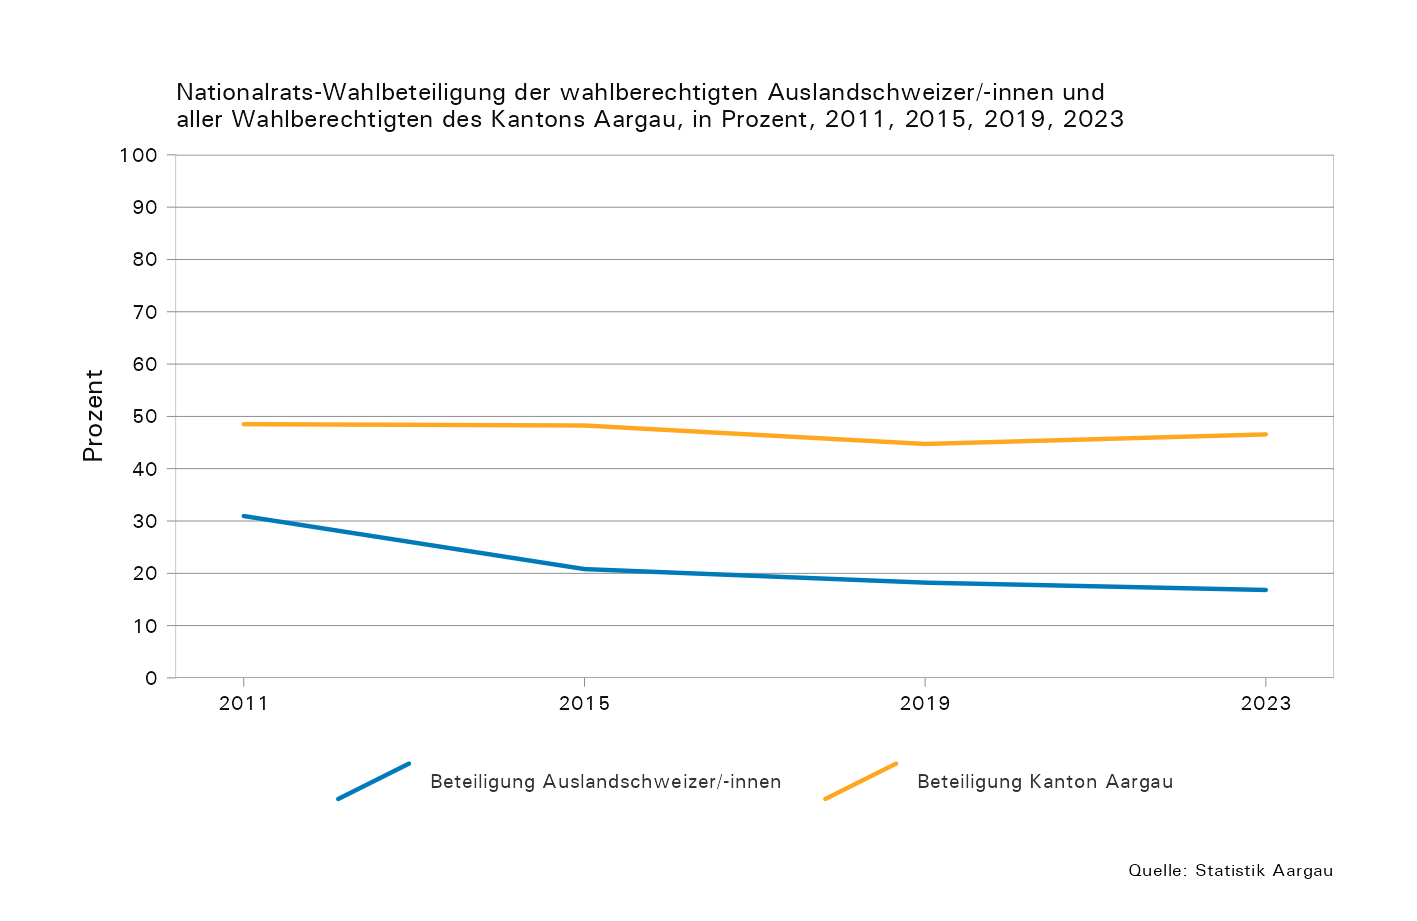 Nationalrats-Wahlbeteiligung der wahlberechtigten Auslandschweizer/-innen und
aller Wahlberechtigten des Kantons Aargau, in Prozent, 2011, 2015, 2019, 2023
100
90
80
70
60
50
40
30
20
10
0
Prozent
2011
2015
2019
2023
Beteiligung Auslandschweizer/-innen
Beteiligung Kanton Aargau
Quelle: Statistik Aargau